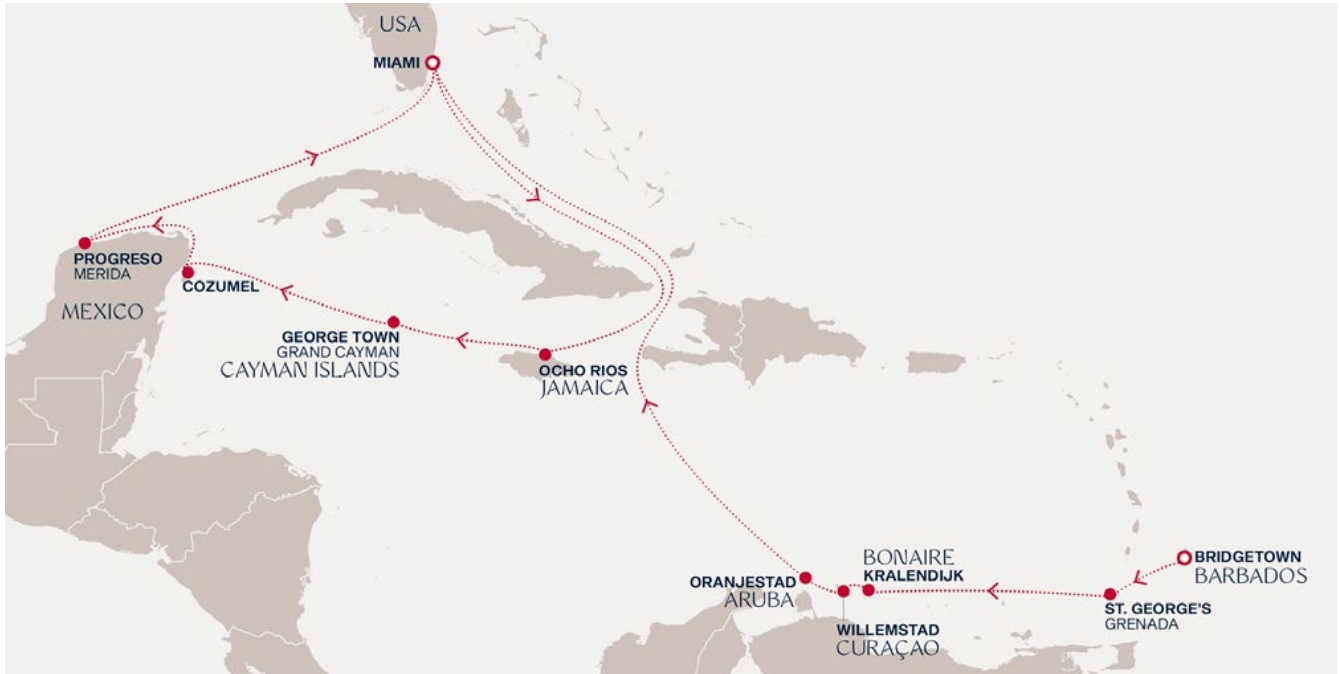 USA
MIAMI
PROGRESO
MERIDA
MEXICO
COZUMEL
GEORGE TOWN
GRAND CAYMAN
CAYMAN ISLANDS
OCHO RIOS
JAMAICA
ORANJESTAD
ARUBA
BONAIRE
KRALENDIJK
WILLEMSTAD
CURAÇAO
BRIDGETOWN
BARBADOS
ST. GEORGE'S
GRENADA